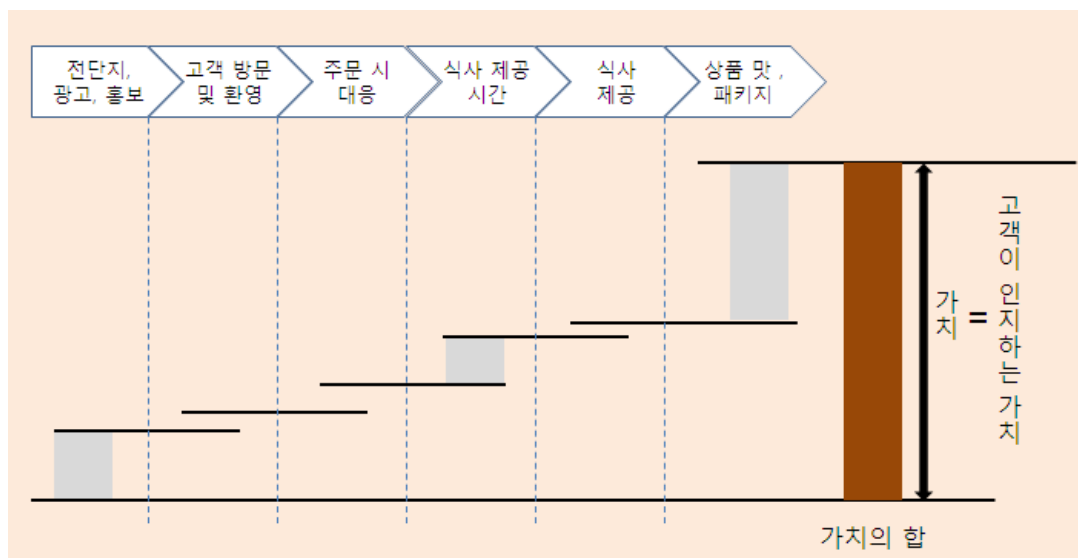 전단지,
광고, 홍보
고객 방문
및 환영
주문 시
대응
식사 제공
시간
식사
제공
상품 맛 ,
패키지
가치
=
고객이 인지하는 가치
가치의 합